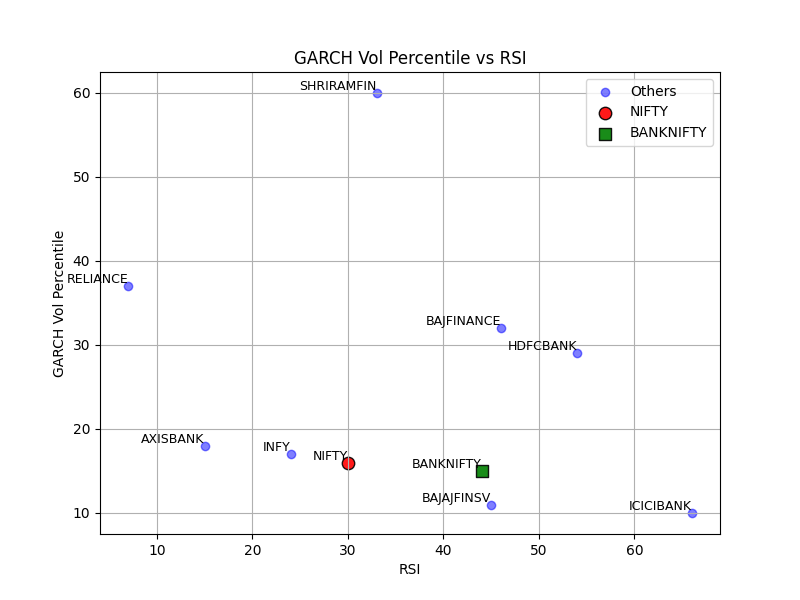 GARCH Vol Percentile vs RSI
SHRIRAMFIN
Others
NIFTY
BANKNIFTY
RELIANCE
BAJFINANCE
HDFCBANK
AXISBANK
INFY
NIFTY
BANKNIFTY
BAJAJFINSV
ICICIBANK
60
50
40
30
20
10
GARCH Vol Percentile
10 20 30 40 50 60
RSI